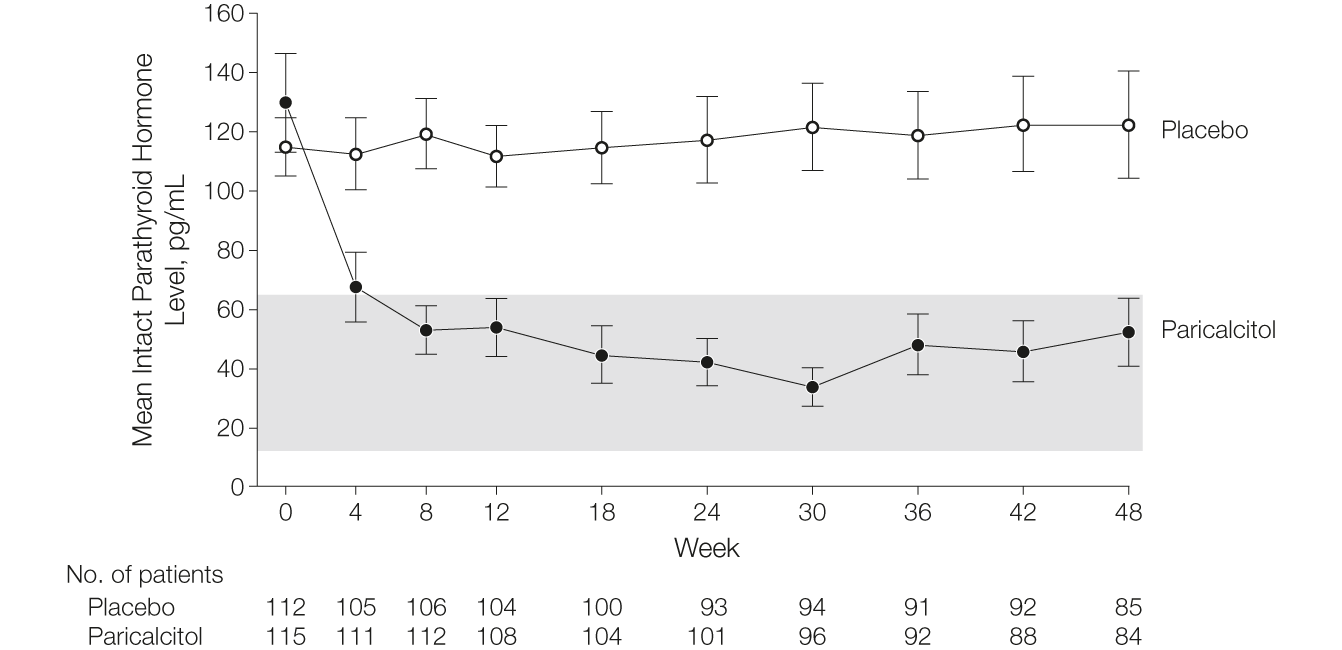 160
140
120
100
80
60
40
20
0
Mean Intact Parathyroid Hormone
Level, pg/mL
Placebo
Paricalcitol
0 4 8 12 18 24 30 36 42 48
Week
No. of patients
Placebo 112 105 106 104 100 93 94 91 92 85
Paricalcitol 115 111 112 108 104 101 96 92 88 84